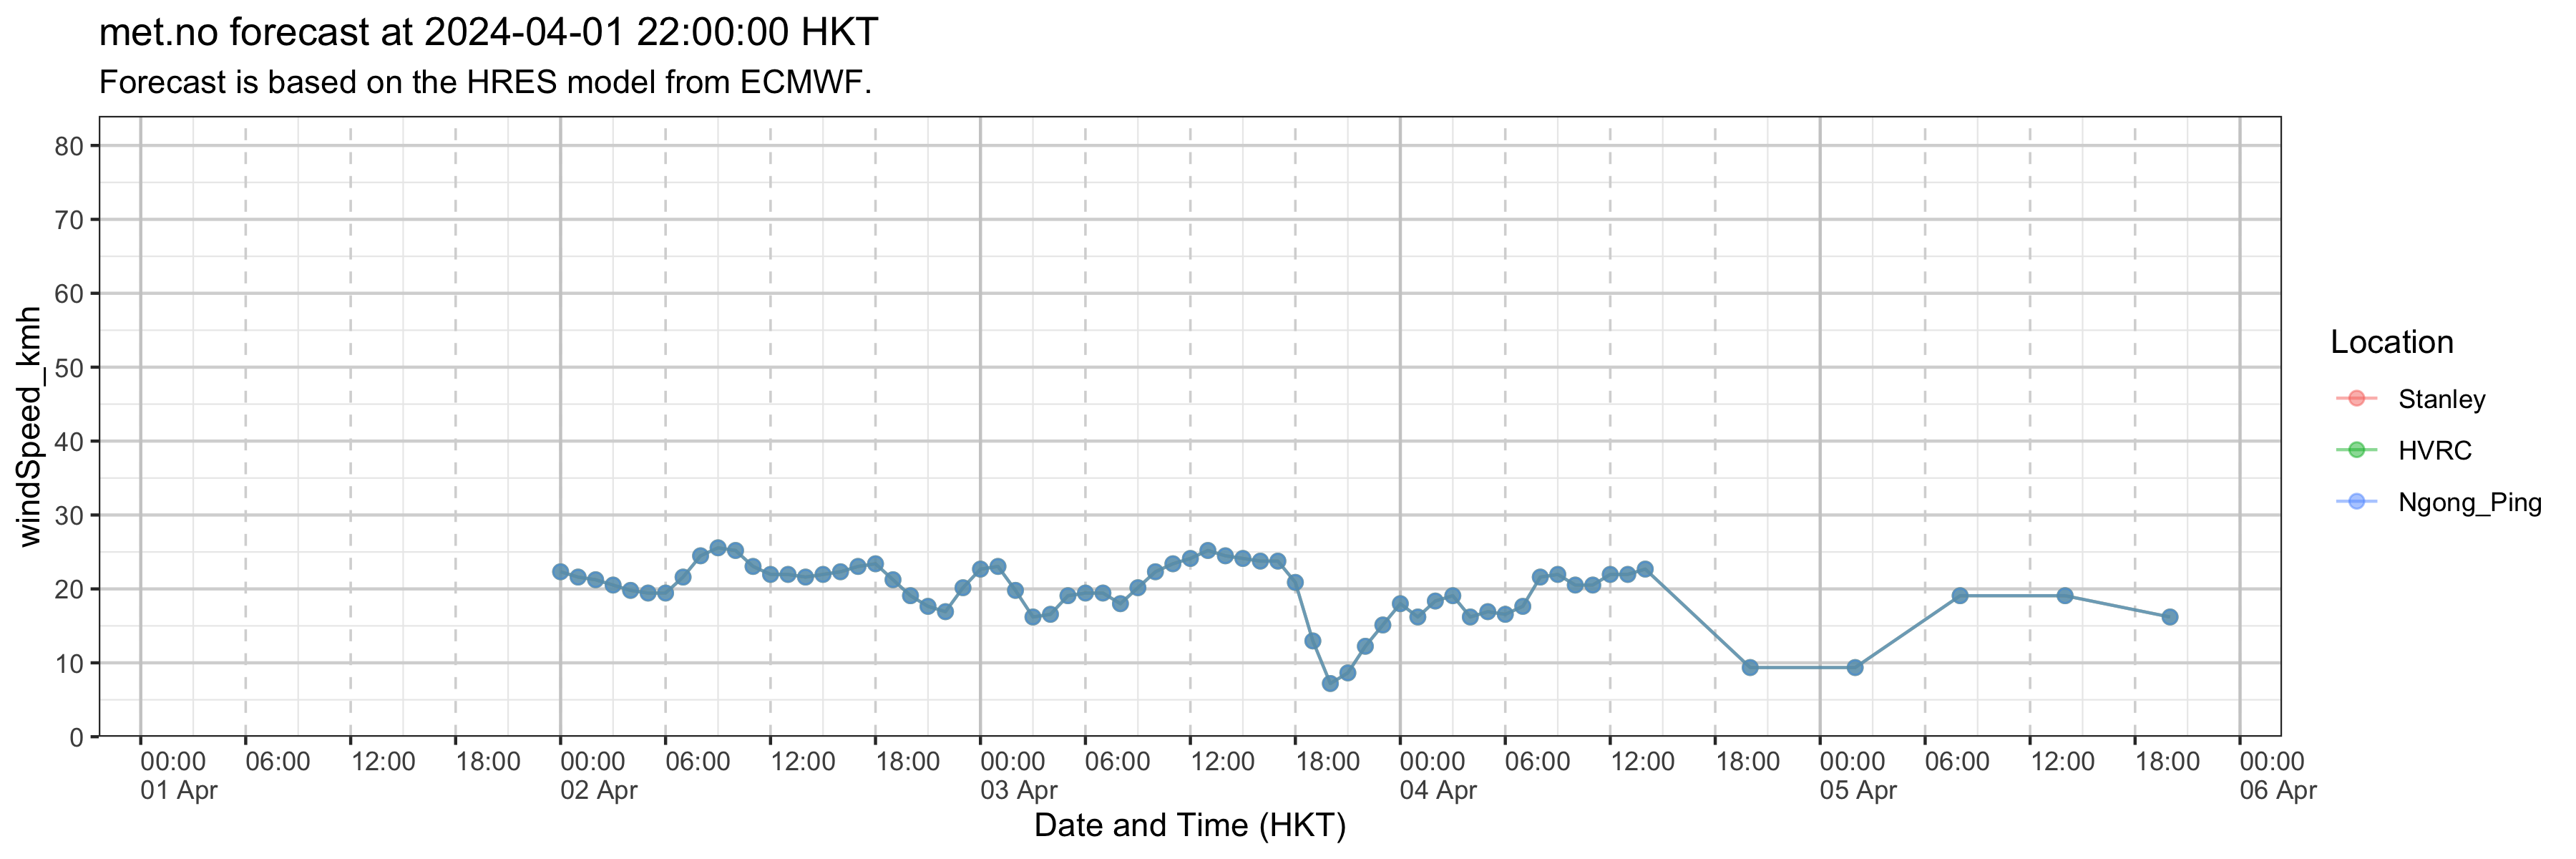 met.no forecast at 2024-04-01 22:00:00 HKT
Forecast is based on the HRES model from ECMWF.
windSpeed_kmh
80
70
60
50
40
30
20
10
0
00:00 06:00 12:00 18:00 00:00 06:00 12:00 18:00 00:00 06:00 12:00 18:00 00:00 06:00 12:00 18:00 00:00 06:00 12:00 18:00 00:00
01 Apr 02 Apr 03 Apr 04 Apr 05 Apr 06 Apr
Date and Time (HKT)
Location
Stanley
HVRC
Ngong_Ping